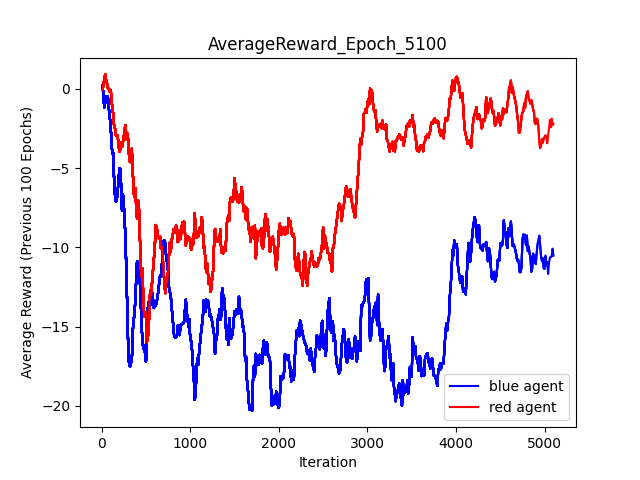 AverageReward_Epoch_5100
Average Reward (Previous 100 Epochs)
0
−5
−10
−15
−20
0 1000 2000 3000 4000 5000
Iteration
blue agent
red agent